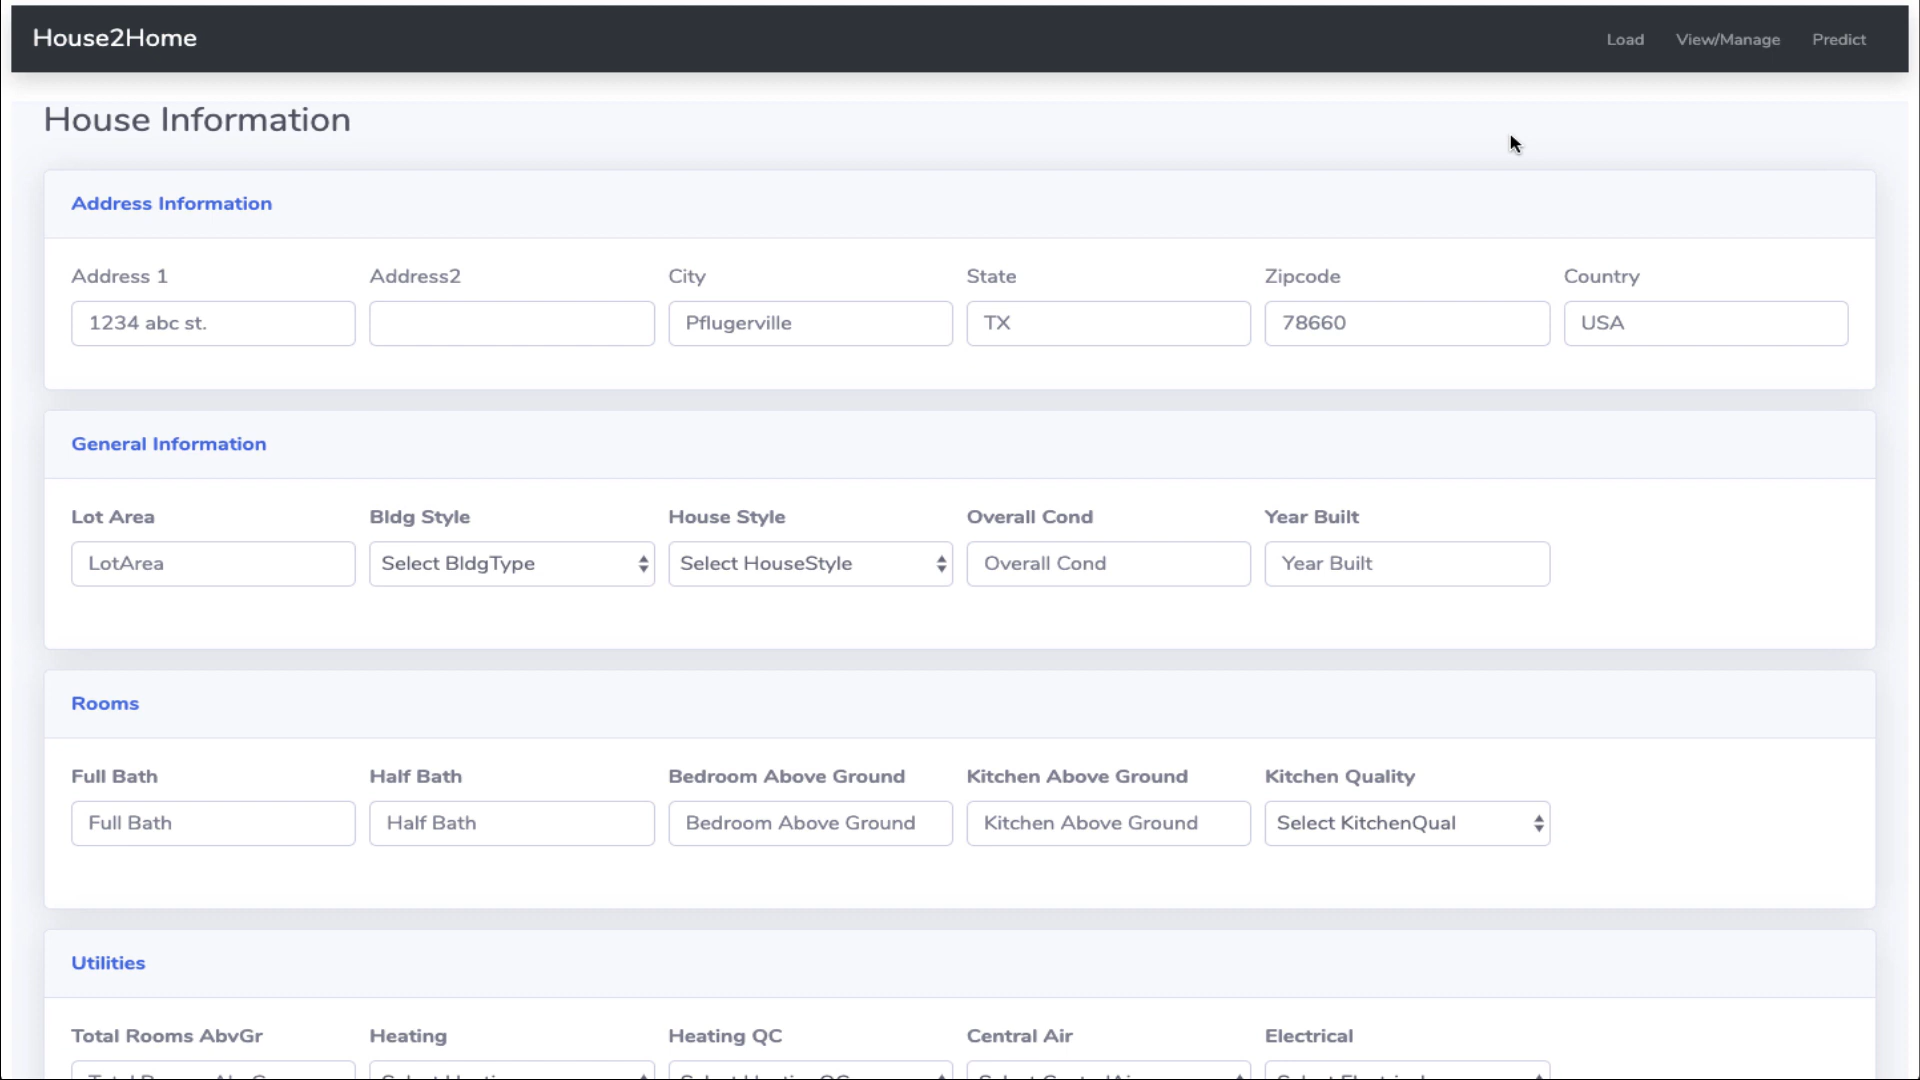 House2Home Load View/Manage Predict
House Information
Address Information
Address 1 Address2 City State Zipcode Country
1234 abc st. Pflugerville TX 78660 USA
General Information
Lot Area Bldg Style House Style Overall Cond Year Built
LotArea Select BldgType Select HouseStyle Overall Cond Year Built
Rooms
Full Bath Half Bath Bedroom Above Ground Kitchen Above Ground Kitchen Quality
Full Bath Half Bath Bedroom Above Ground Kitchen Above Ground Select KitchenQual
Utilities
Total Rooms AbvGr Heating Heating QC Central Air Electrical